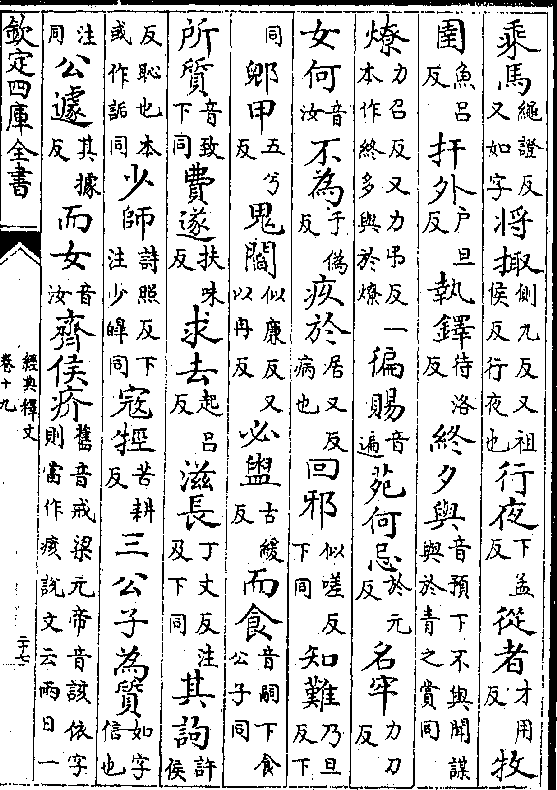 乘馬繩證反又如字將掫側九反又祖侯反行夜也行夜下孟反從者才用反牧
圉魚呂反扞外戶旦反執鐸待洛反終夕與音預下不與聞謀與於青之賞同
燎力召反又力弔反一本作終多與於燎徧賜音遍苑何忌於元反名牢力刀反
女何音汝不為于偽反疚於居又反病也回邪似嗟反下同知難乃旦反下
同郹甲五兮反鬼閻似廉反又以冉反必盥古緩反而食音嗣下食公子同
所質音致下同費遂扶味反求去起呂反滋長丁丈反注及下同其訽許侯
反恥也本或作詬同少師詩照反下注少皥同寇牼苦耕反三公子為質如字信也
注同公遽其據反而女音汝齊侯疥舊音戒梁元帝音該依字則當作痎說文云兩日一
欽定四庫全書
經典釋文
卷十九
二十七